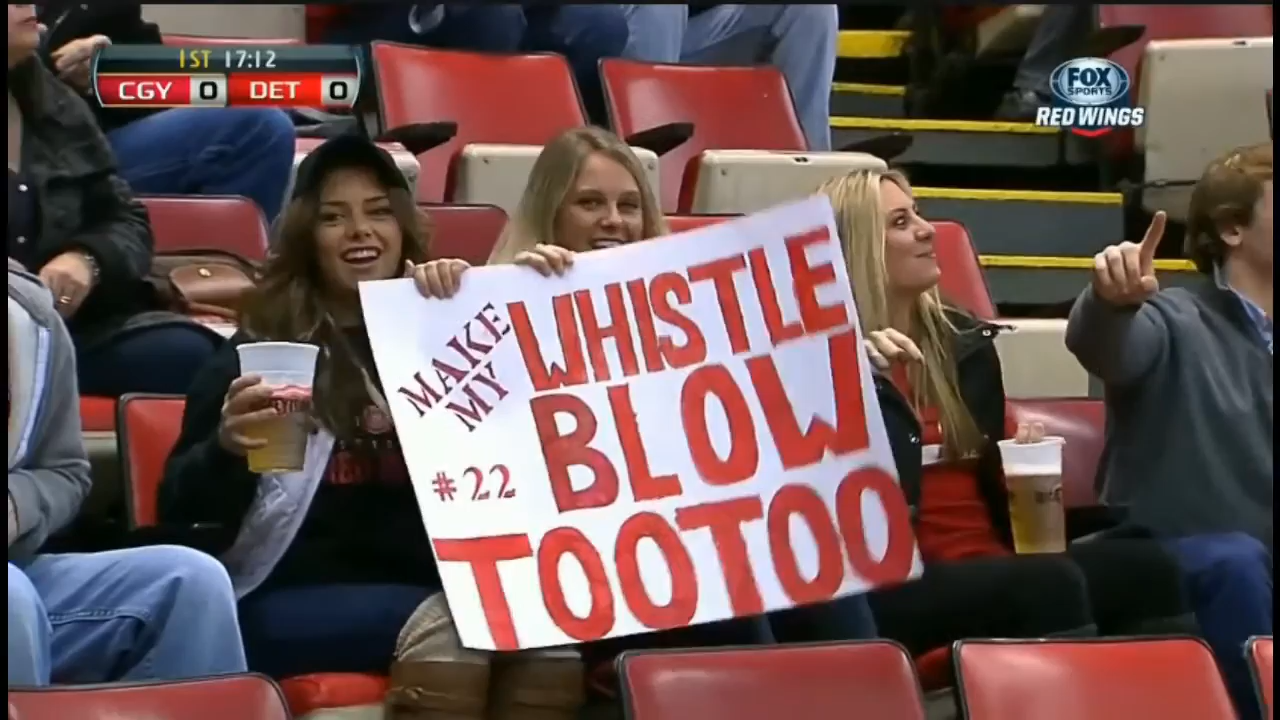 1ST 17:12
CGY 0 DET 0
FOX
SPORTS
RED WINGS
MAKE
MY
WHISTLE
BLOW
#22
TOOTOO